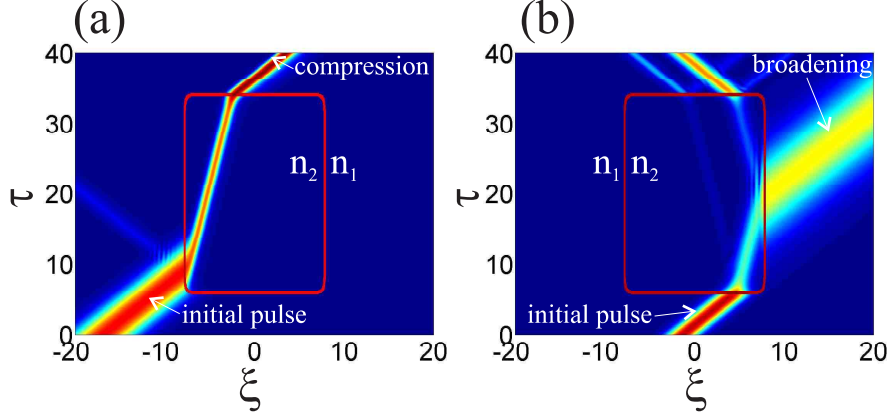 (a)
(b)
40
30
20
10
0
τ
compression
n₂ n₁
initial pulse
-20 -10 0 10 20
ξ
40
30
20
10
0
τ
broadening
n₁ n₂
initial pulse
-20 -10 0 10 20
ξ